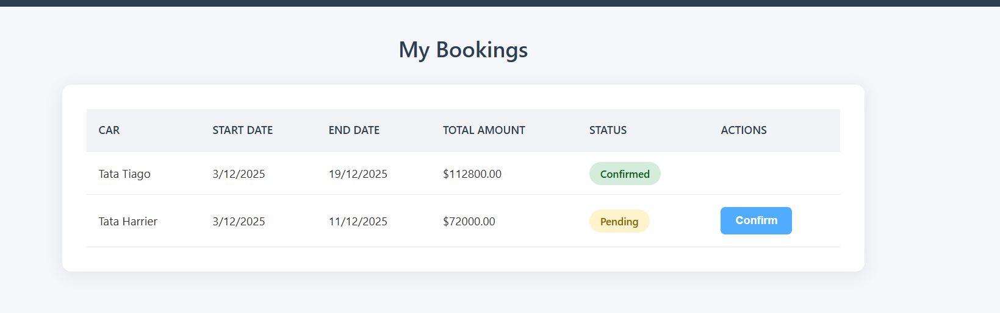 My Bookings
CAR START DATE END DATE TOTAL AMOUNT STATUS ACTIONS
Tata Tiago 3/12/2025 19/12/2025 $112800.00 Confirmed
Tata Harrier 3/12/2025 11/12/2025 $72000.00 Pending Confirm